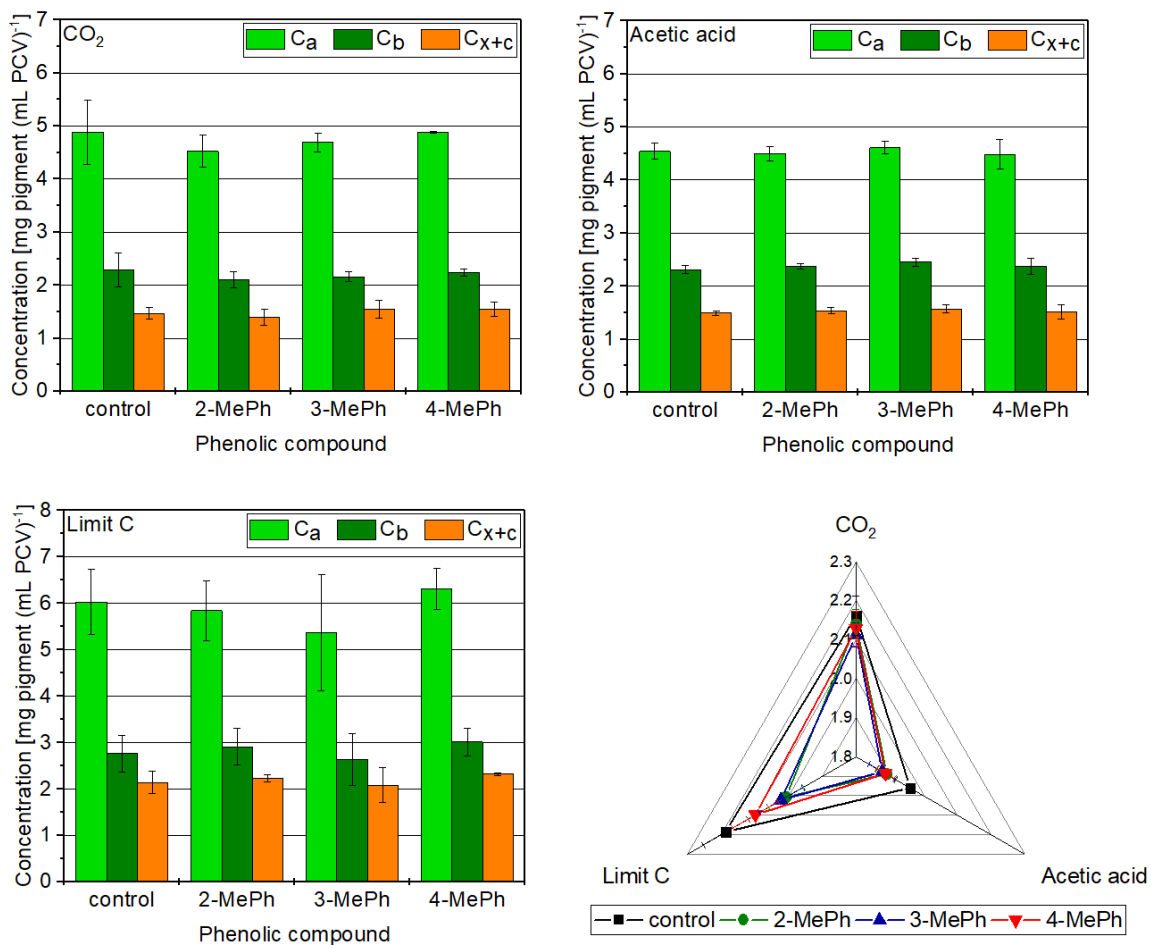 CO₂
Cₐ C_b Cₓ₊c
Concentration [mg pigment (mL PCV)⁻¹]
7
6
5
4
3
2
1
0
control 2-MePh 3-MePh 4-MePh
Phenolic compound
Acetic acid
Cₐ C_b Cₓ₊c
Concentration [mg pigment (mL PCV)⁻¹]
7
6
5
4
3
2
1
0
control 2-MePh 3-MePh 4-MePh
Phenolic compound
Limit C
Cₐ C_b Cₓ₊c
Concentration [mg pigment (mL PCV)⁻¹]
8
7
6
5
4
3
2
1
0
control 2-MePh 3-MePh 4-MePh
Phenolic compound
CO₂
2.3
2.2
2.1
2.0
1.9
1.8
Limit C Acetic acid
control 2-MePh 3-MePh 4-MePh